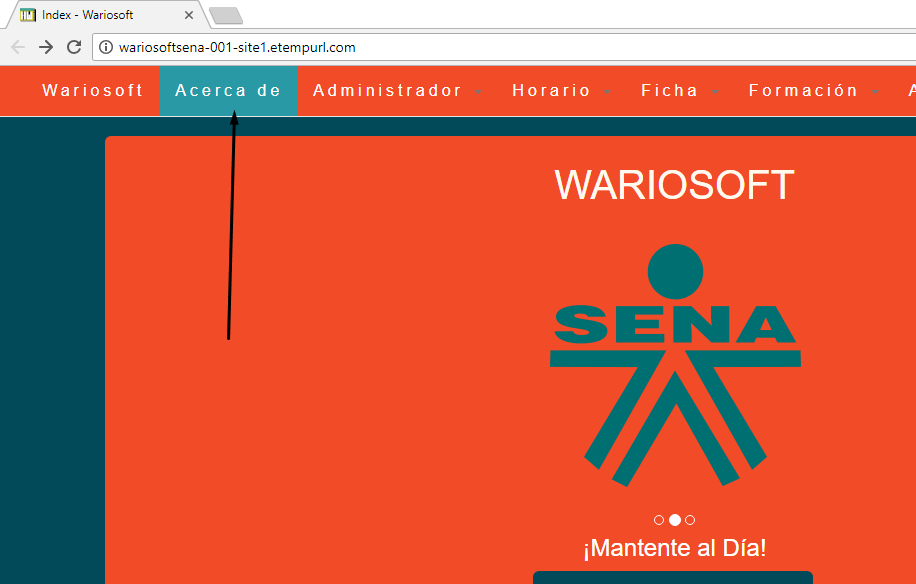 Index - Wariosoft
wariosoftsena-001-site1.etempurl.com
Wariosoft Acerca de Administrador Horario Ficha Formación A
WARIOSOFT
SENA
¡Mantente al Día!